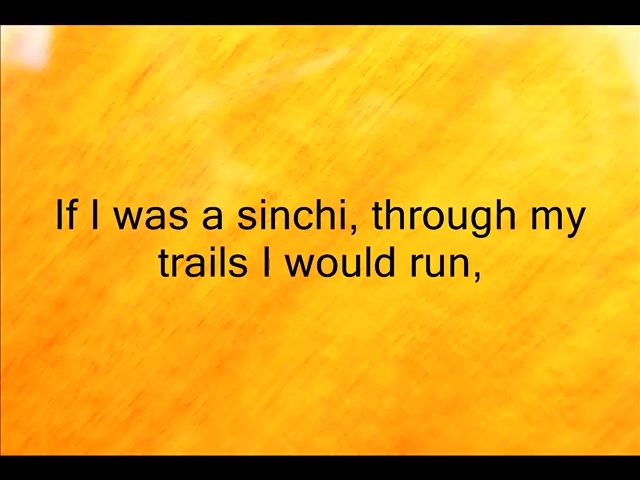 If I was a sinchi, through my
trails I would run,